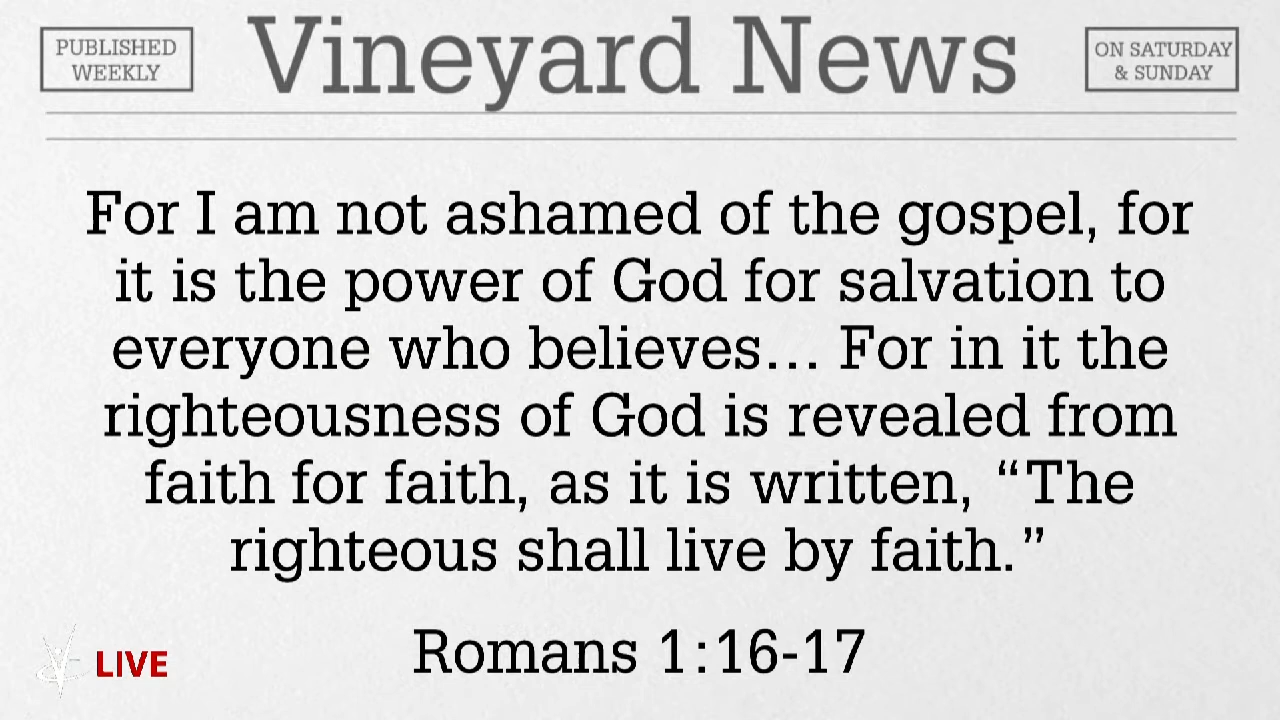 PUBLISHED
WEEKLY
Vineyard News
ON SATURDAY
& SUNDAY
For I am not ashamed of the gospel, for
it is the power of God for salvation to
everyone who believes… For in it the
righteousness of God is revealed from
faith for faith, as it is written, “The
righteous shall live by faith.”
Romans 1:16-17
LIVE